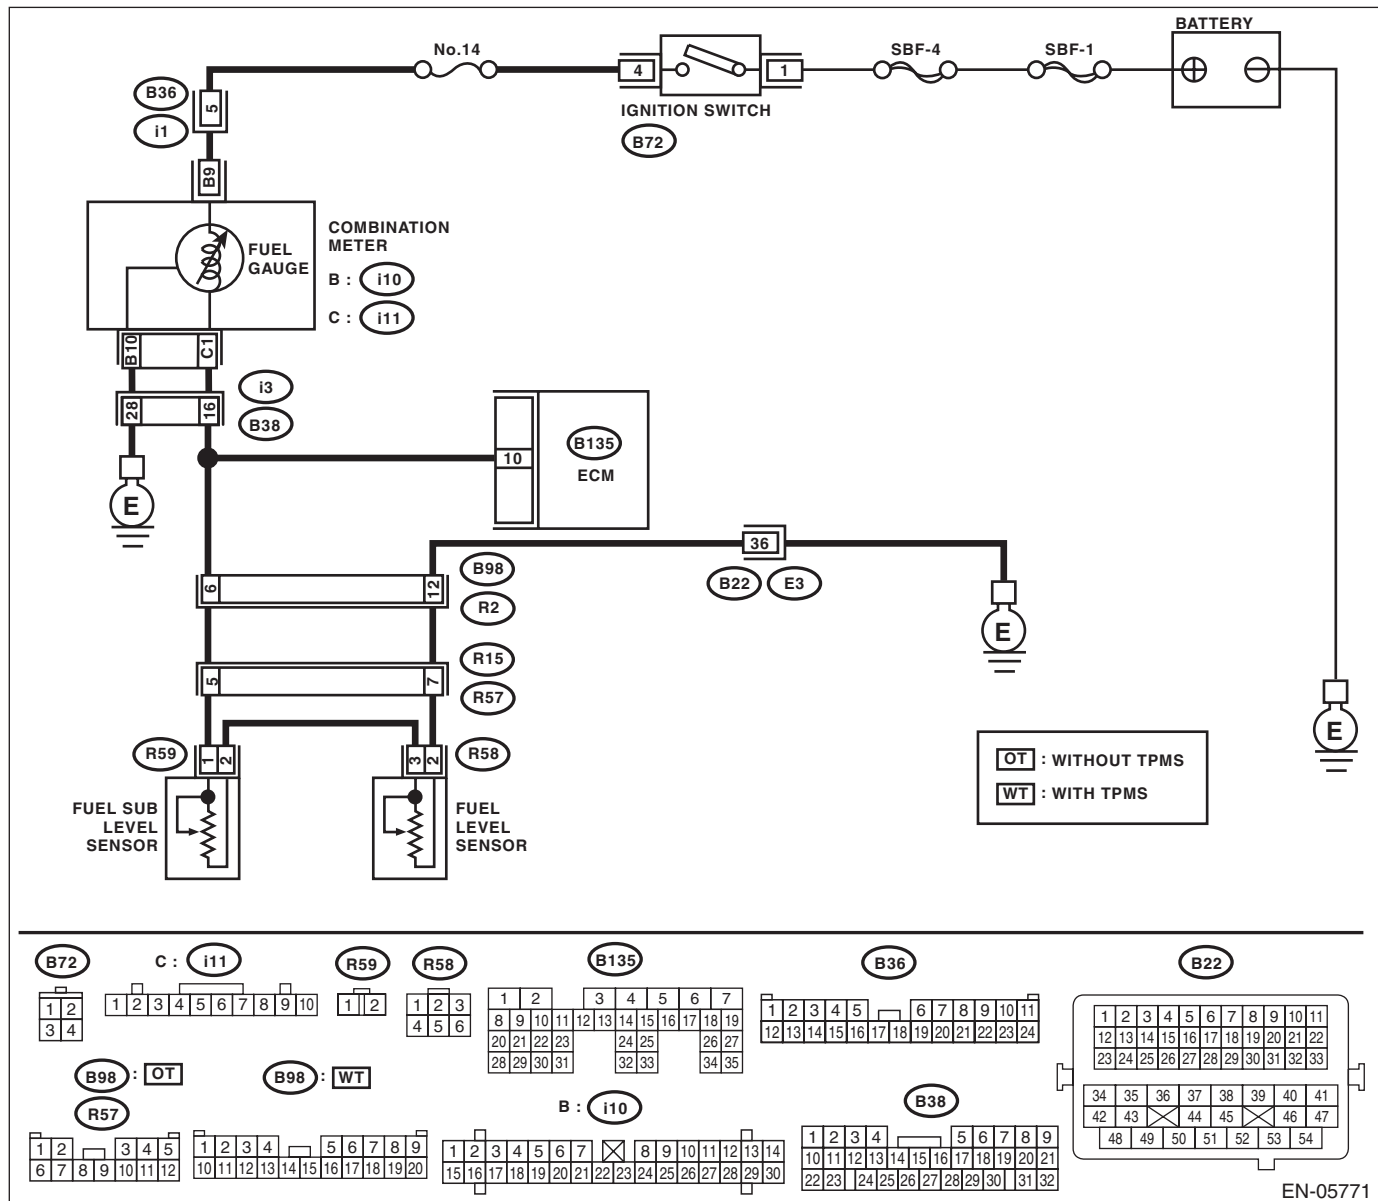 BATTERY
No.14
SBF-4
SBF-1
4
1
B36
5
i1
IGNITION SWITCH
B72
B9
COMBINATION
METER
FUEL
GAUGE
B : i10
C : i11
B10
C1
i3
28
16
B38
B135
10
ECM
E
36
B98
B22
E3
6
12
R2
E
R15
5
7
R57
R59
1 2
3 2
R58
E
OT : WITHOUT TPMS
WT : WITH TPMS
FUEL SUB
LEVEL
SENSOR
FUEL
LEVEL
SENSOR
B72
1 2
3 4
C : i11
1 2 3 4 5 6 7 8 9 10
R59
1 2
R58
1 2 3
4 5 6
B135
1 2 3 4 5 6 7
8 9 10 11 12 13 14 15 16 17 18 19
20 21 22 23 24 25 26 27
28 29 30 31 32 33 34 35
B36
1 2 3 4 5 6 7 8 9 10 11
12 13 14 15 16 17 18 19 20 21 22 23 24
B22
1 2 3 4 5 6 7 8 9 10 11
12 13 14 15 16 17 18 19 20 21 22
23 24 25 26 27 28 29 30 31 32 33
34 35 36 37 38 39 40 41
42 43 44 45 46 47
48 49 50 51 52 53 54
B98 : OT
R57
1 2 3 4 5
6 7 8 9 10 11 12
B98 : WT
1 2 3 4 5 6 7 8 9
10 11 12 13 14 15 16 17 18 19 20
B : i10
1 2 3 4 5 6 7 8 9 10 11 12 13 14
15 16 17 18 19 20 21 22 23 24 25 26 27 28 29 30
B38
1 2 3 4 5 6 7 8 9
10 11 12 13 14 15 16 17 18 19 20 21
22 23 24 25 26 27 28 29 30 31 32
EN-05771